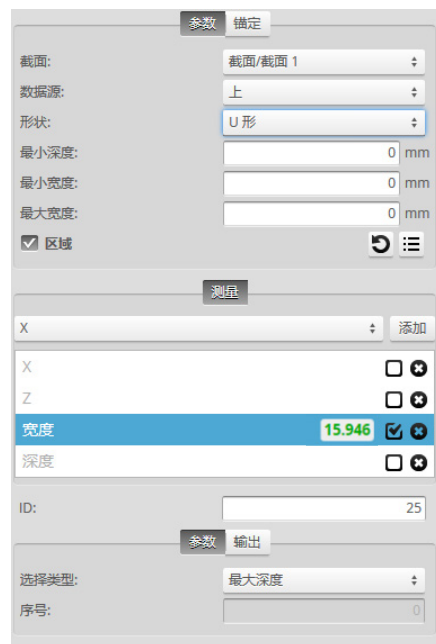 参数 锚定
截面: 截面/截面 1
数据源: 上
形状: U 形
最小深度: 0 mm
最小宽度: 0 mm
最大宽度: 0 mm
区域
测量
X 添加
X
Z
宽度 15.946
深度
ID: 25
参数 输出
选择类型: 最大深度
序号: 0